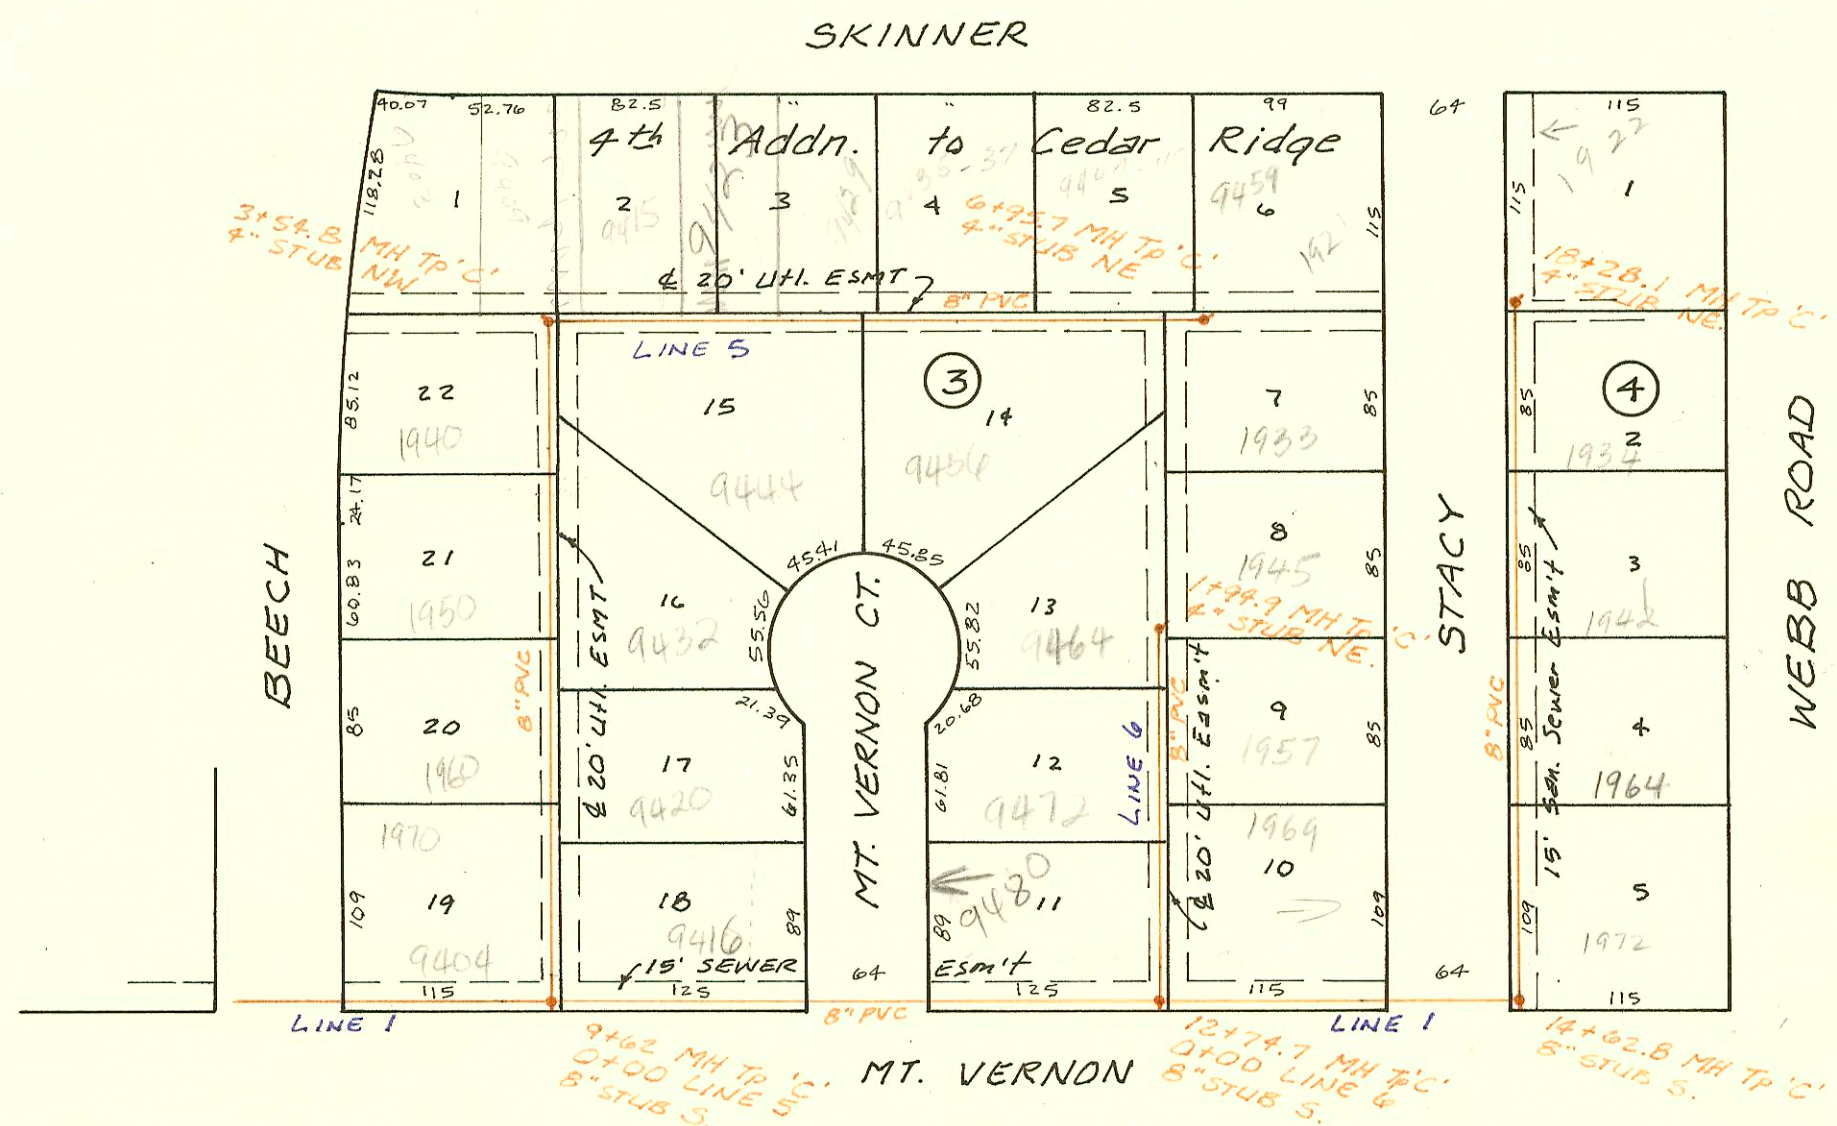 SKINNER
40.07 52.76 82.5 " " 82.5 99 64 115
4th Addn. to Cedar Ridge
118.28 1 2 3 4 5 6 115 115 1
9415 9423 9459 1922
3+54.8 MH Tp 'C'
4" STUB NW
6+95.7 MH Tp 'C'
4" STUB NE
18+28.1 MH Tp 'C'
4" STUB NE.
℄ 20' Utl. ESMT
8" PVC
LINE 5
3
4
85.12 22 15 14 7 85 85 2
1940 9444 9456 1933 1934
24.17
60.83 21 45.41 45.85 8 85 85 3
1950 1945 1942
16 55.56 55.82 13
9432 9464
1+94.9 MH Tp 'C'
4" STUB NE.
BEECH
℄ 20' Utl. ESMT
MT. VERNON CT.
STACY
15' San. Sewer Esm't
WEBB ROAD
8" PVC
8" PVC
8" PVC
LINE 6
℄ 20' Utl. Easm't
21.39 20.68
85 20 17 61.35 61.81 12 9 85 85 4
1960 9420 9472 1957 1964
1970 1969
109 19 18 89 89 11 10 109 109 5
9404 9416 9480 1972
15' SEWER Esm't
115 125 64 125 115 64 115
LINE 1 8" PVC LINE 1
9+62 MH Tp 'C'
0+00 LINE 5
8" STUB S.
MT. VERNON
12+74.7 MH Tp 'C'
0+00 LINE 6
8" STUB S.
14+62.8 MH Tp 'C'
8" STUB S.